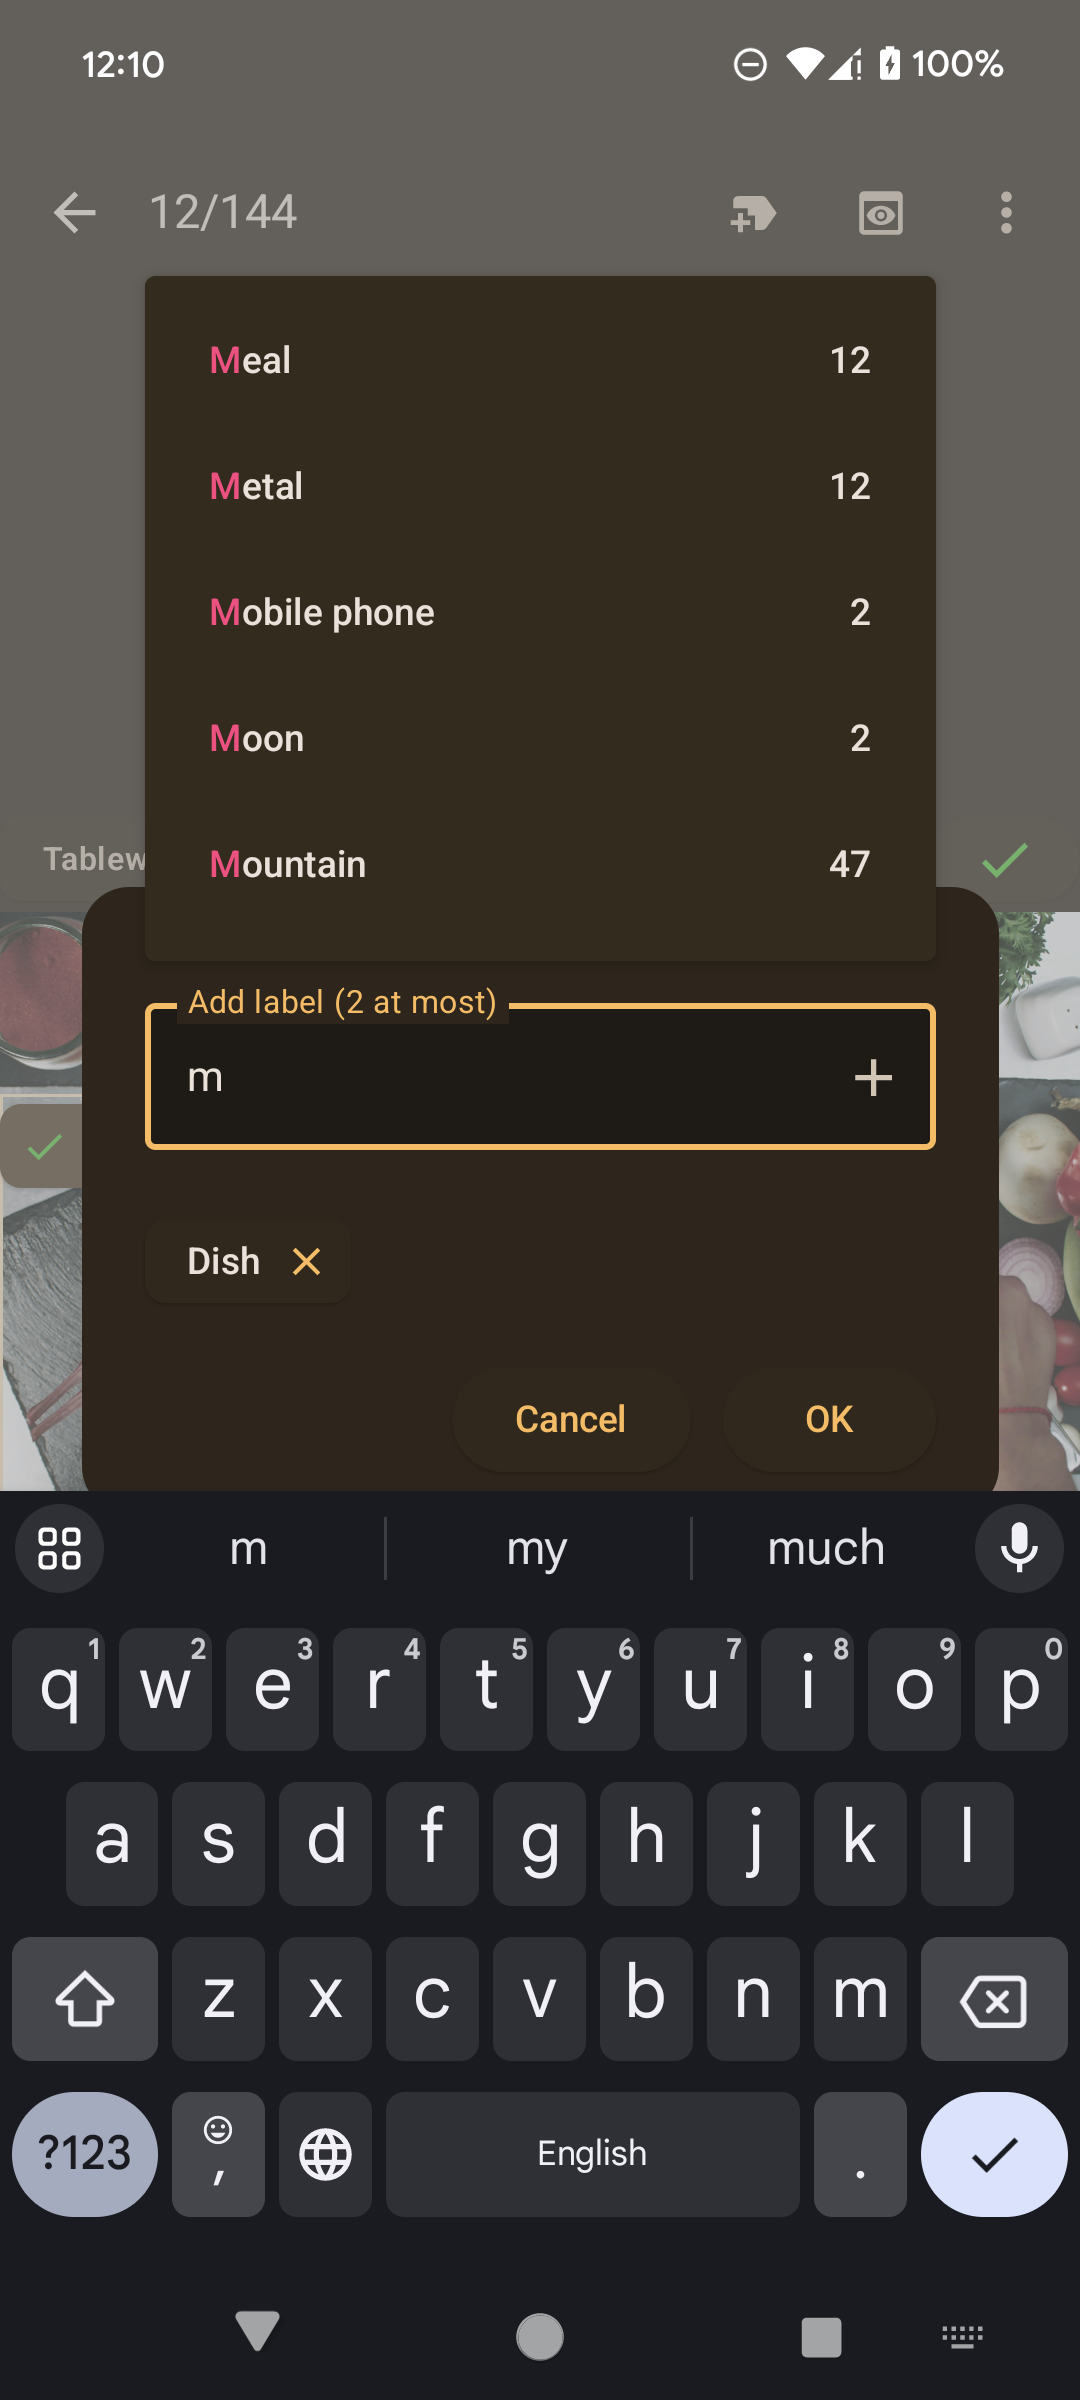 12:10
100%
12/144
Meal 12
Metal 12
Mobile phone 2
Moon 2
Mountain 47
Tablew
Add label (2 at most)
m
Dish
Cancel OK
m my much
q1 w2 e3 r4 t5 y6 u7 i8 o9 p0
a s d f g h j k l
z x c v b n m
?123 , English .